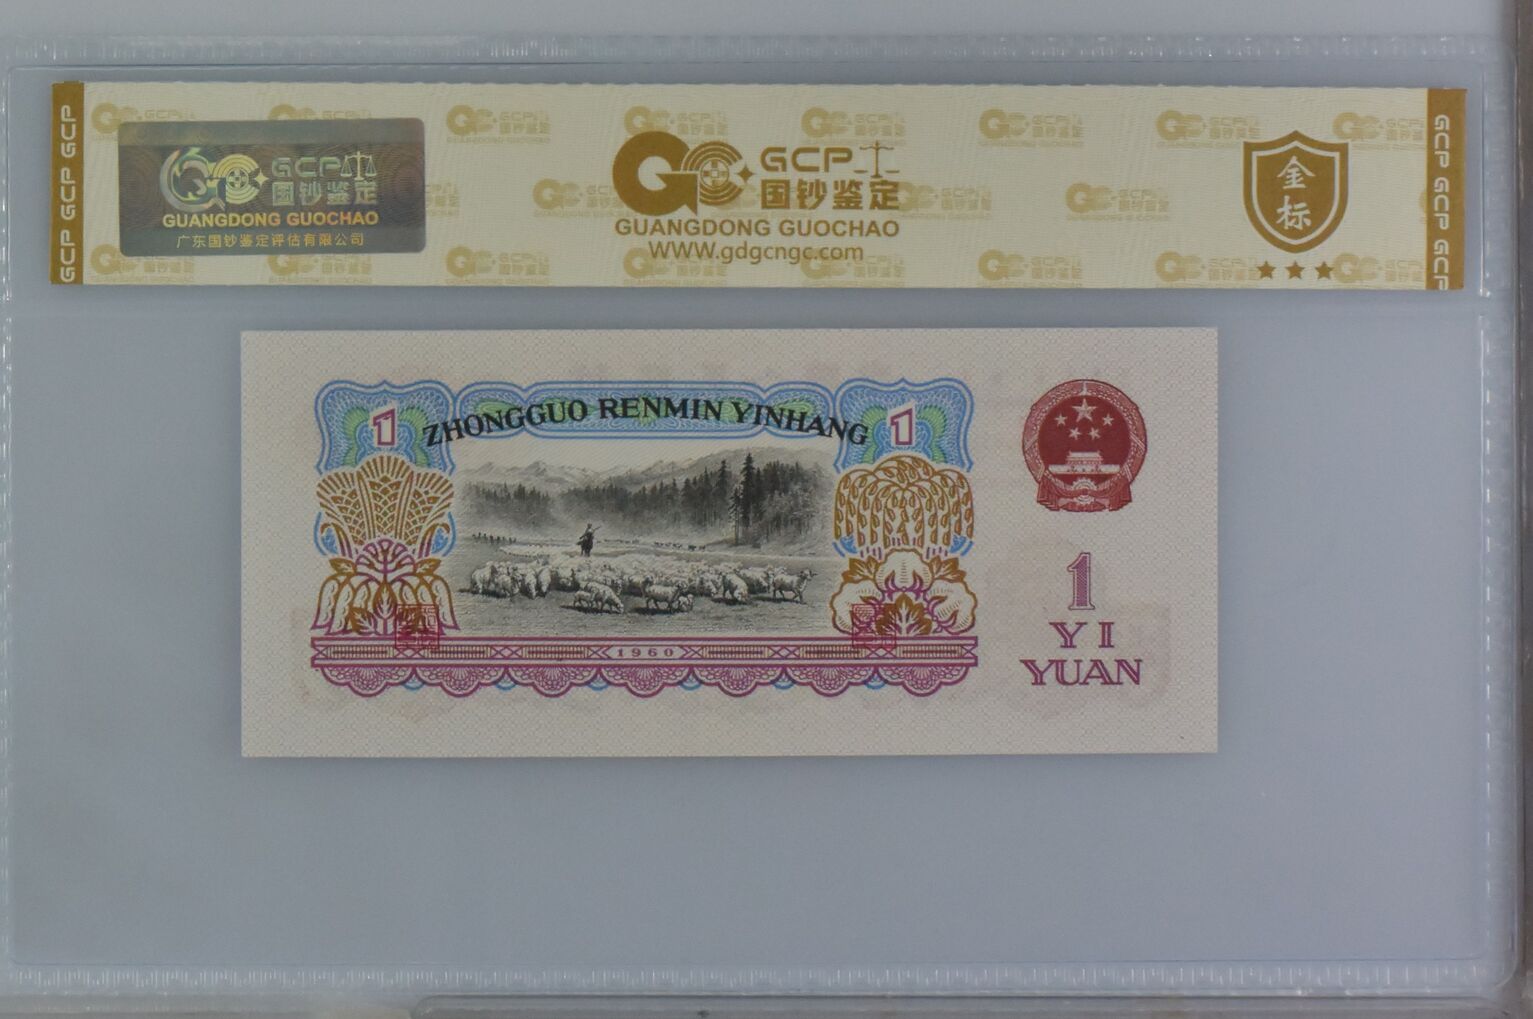 GCP GCP GCP
GCP
国钞鉴定
GUANGDONG GUOCHAO
广东国钞鉴定评估有限公司
GCP
国钞鉴定
GUANGDONG GUOCHAO
WWW.gdgcngc.com
金
标
GCP GCP GCP
1
ZHONGGUO RENMIN YINHANG
1
1960
1
YI
YUAN